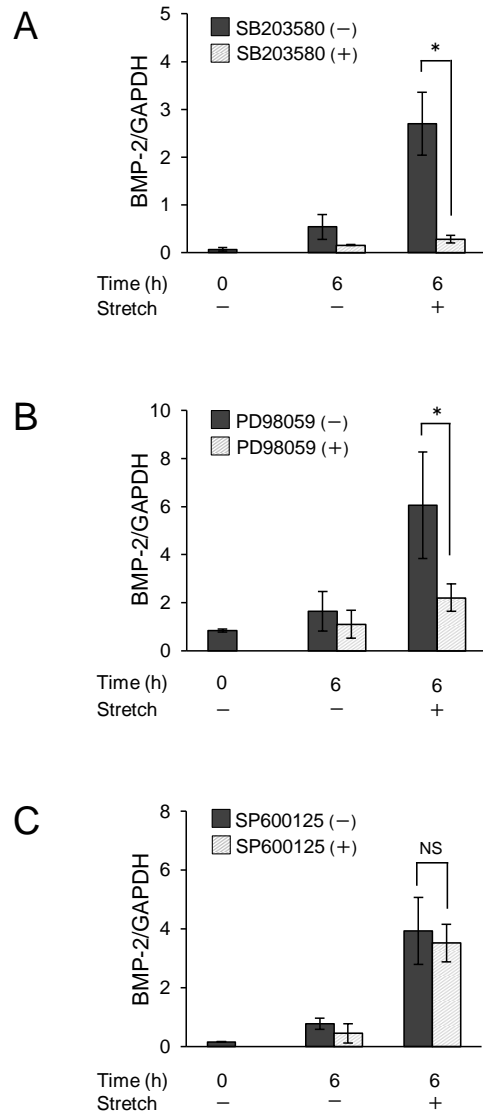 A
SB203580 (−)
SB203580 (+)
*
BMP-2/GAPDH
5
4
3
2
1
0
Time (h) 0 6 6
Stretch − − +
B
PD98059 (−)
PD98059 (+)
*
BMP-2/GAPDH
10
8
6
4
2
0
Time (h) 0 6 6
Stretch − − +
C
SP600125 (−)
SP600125 (+)
NS
BMP-2/GAPDH
8
6
4
2
0
Time (h) 0 6 6
Stretch − − +